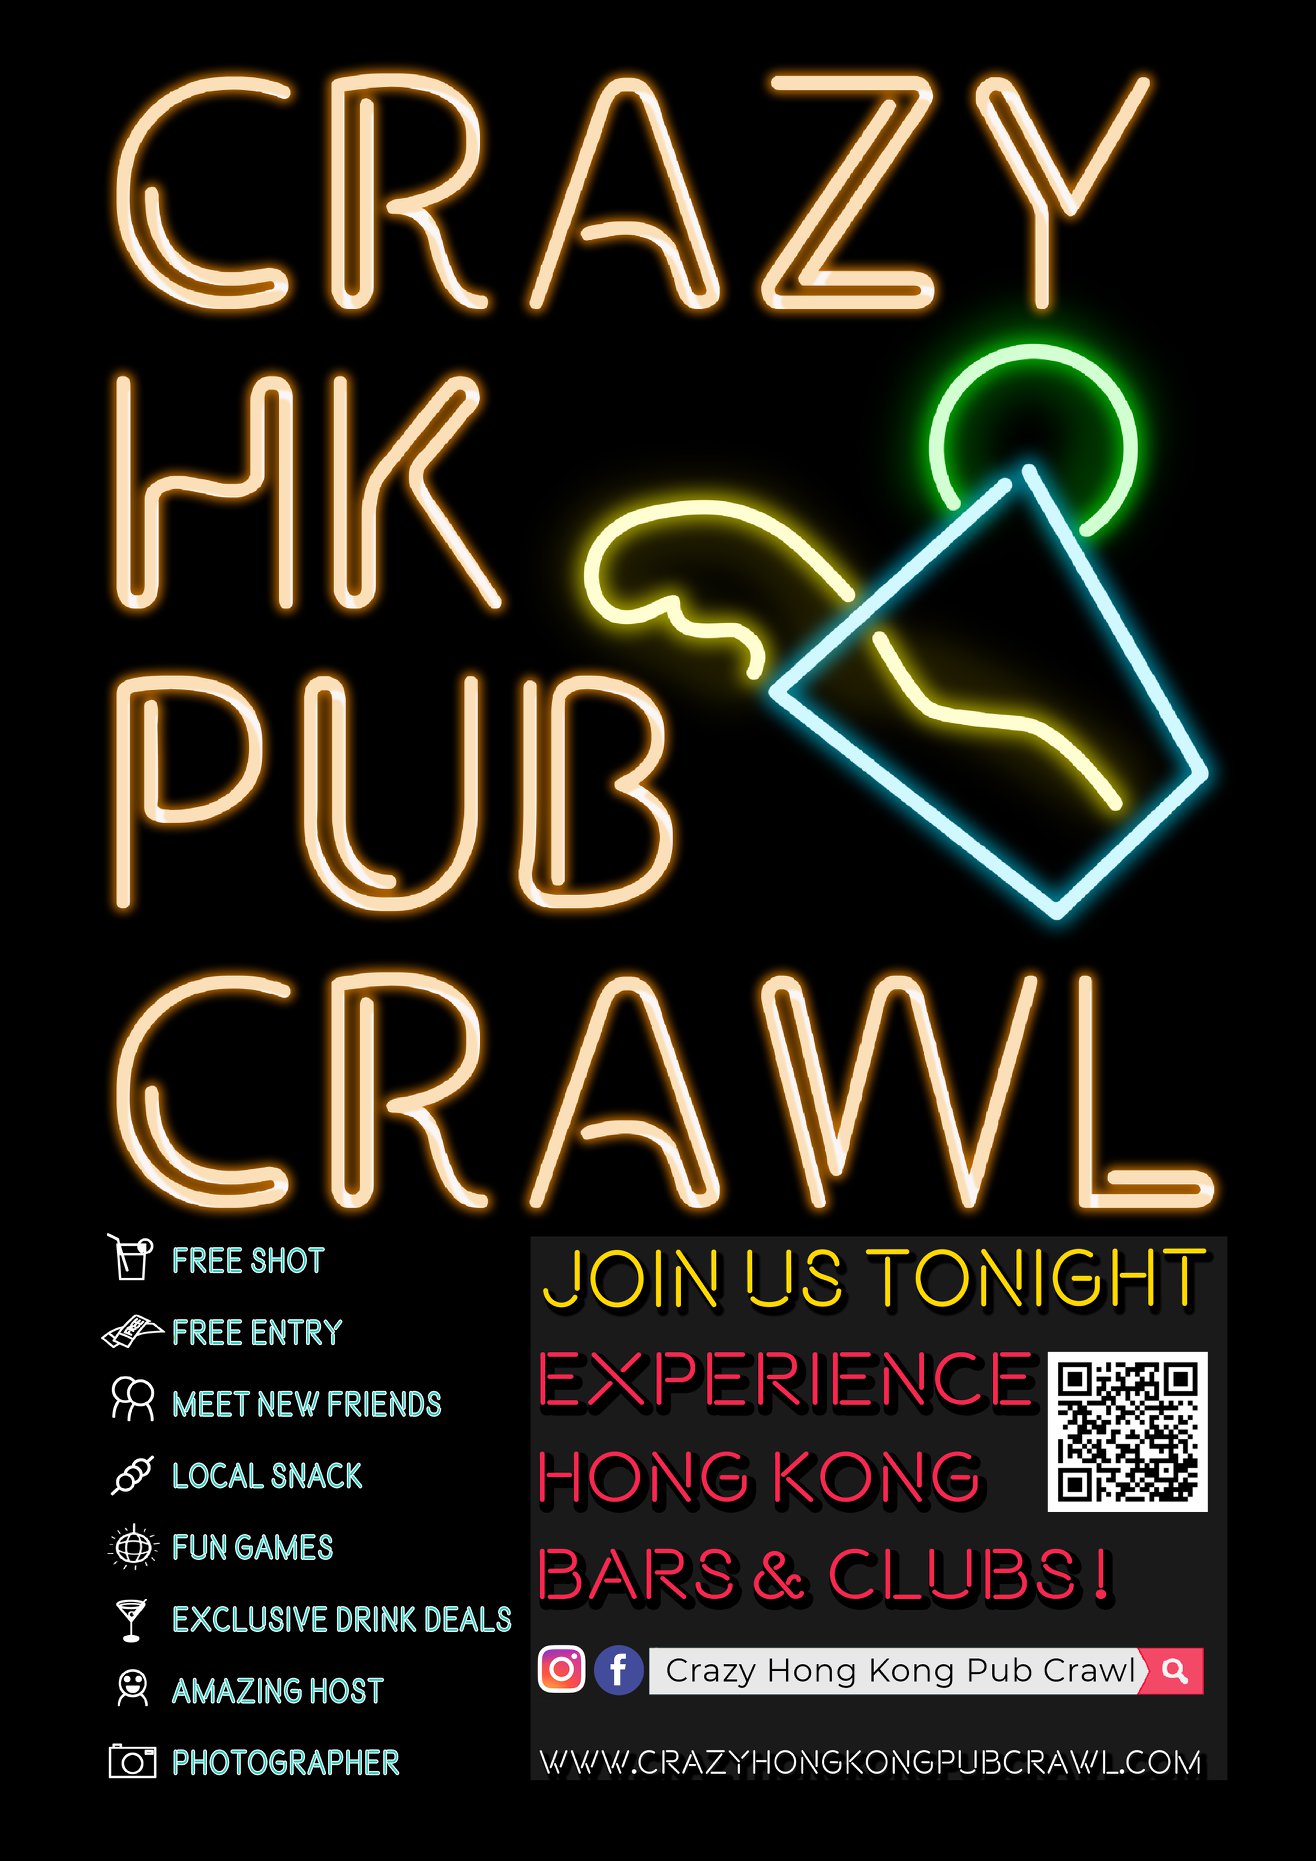 CRAZY
HK
PUB
CRAWL
FREE SHOT
FREE ENTRY
MEET NEW FRIENDS
LOCAL SNACK
FUN GAMES
EXCLUSIVE DRINK DEALS
AMAZING HOST
PHOTOGRAPHER
JOIN US TONIGHT
EXPERIENCE
HONG KONG
BARS & CLUBS!
Crazy Hong Kong Pub Crawl
WWW.CRAZYHONGKONGPUBCRAWL.COM